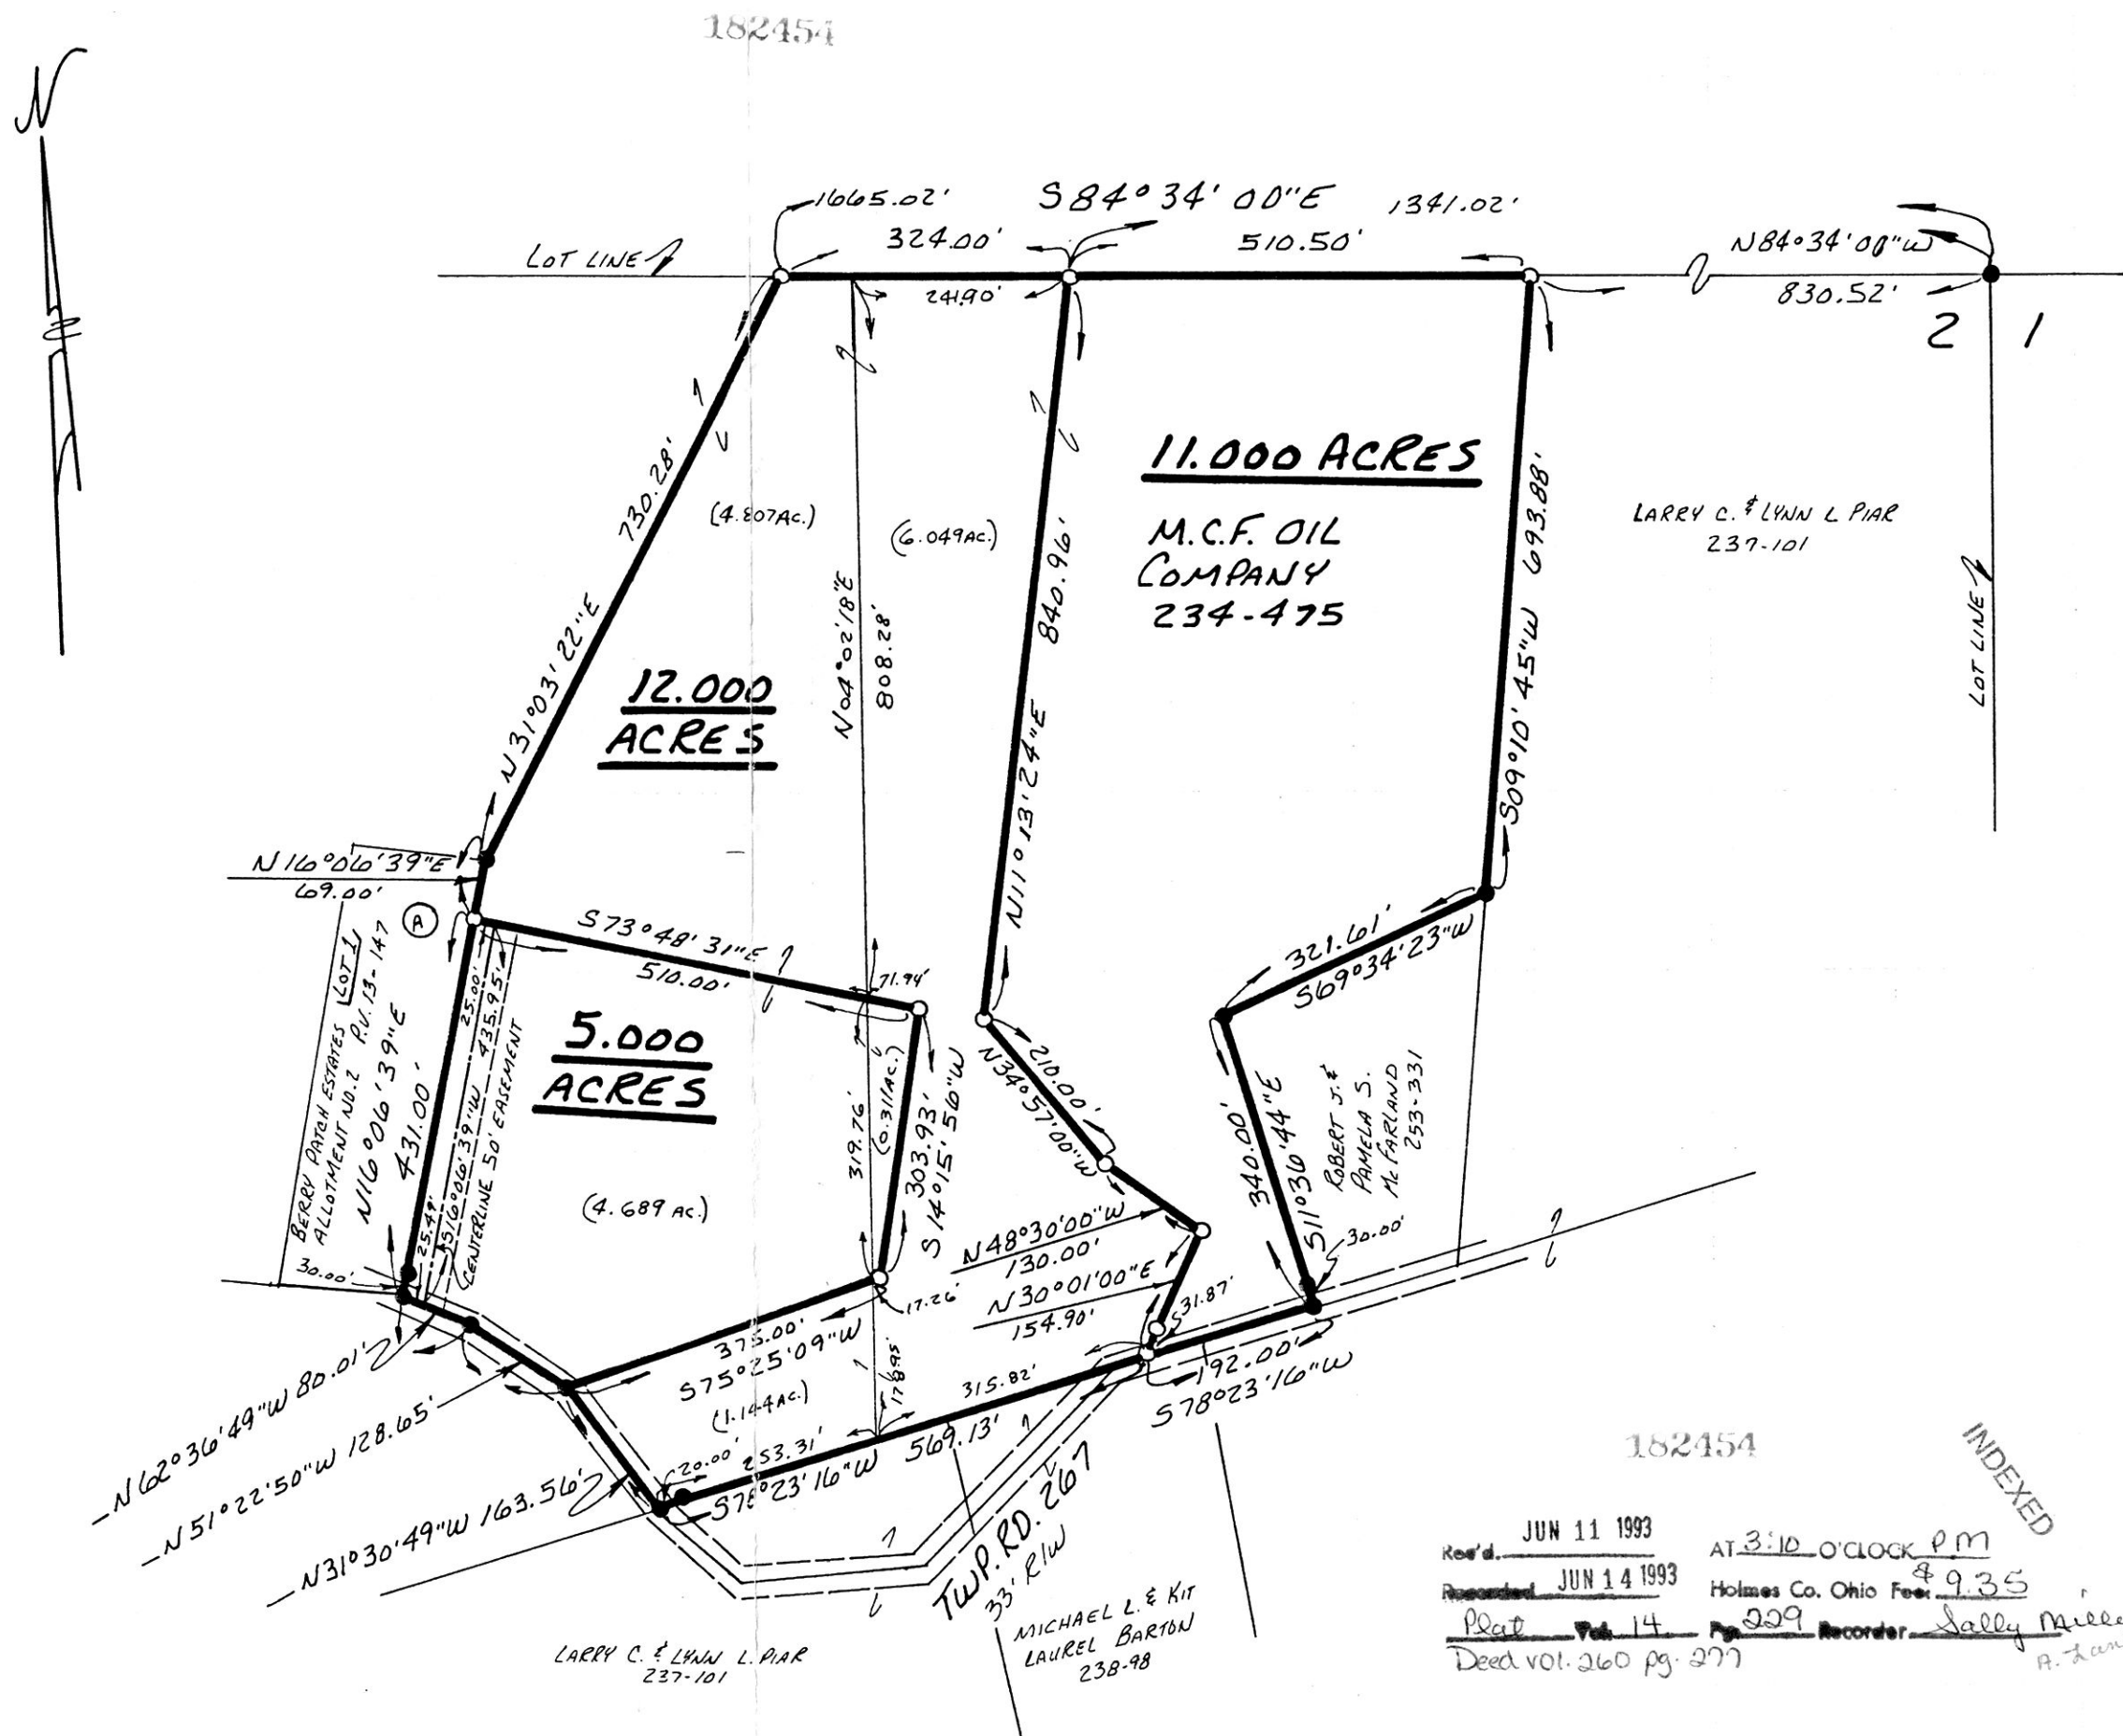 182454
N
1665.02'
S84°34'00"E
1341.02'
324.00'
510.50'
LOT LINE
241.90'
N84°34'00"W
830.52'
2
1
730.28'
N31°03'22"E
(4.807AC.)
(6.049AC.)
N04°02'18"E
808.28'
840.96'
N11°13'24"E
11.000 ACRES
M.C.F. OIL
COMPANY
234-475
S09°10'45"W 693.88'
LARRY C. & LYNN L PIAR
237-101
LOT LINE
12.000
ACRES
N16°06'39"E
69.00'
A
S73°48'31"E
510.00'
71.94'
321.61'
S69°34'23"W
BERRY PATCH ESTATES LOT 1
ALLOTMENT NO. 2 P.V. 13-147
N16°06'39"E
431.00'
25.00'
25.49'
S16°06'39"W 435.95'
CENTERLINE 50' EASEMENT
30.00'
5.000
ACRES
(4.689 AC.)
319.76'
(0.311AC.)
303.93'
S14°15'56"W
210.00'
N34°57'00"W
340.00'
S11°36'44"E
ROBERT J. &
PAMELA S.
McFARLAND
253-331
30.00'
N48°30'00"W
130.00'
N30°01'00"E
154.90'
31.87'
17.26'
375.00'
S75°25'09"W
(1.144AC.)
178.95'
315.82'
192.00'
S78°23'16"W
N62°36'49"W 80.01'
N51°22'50"W 128.65'
N31°30'49"W 163.56'
20.00'
253.31'
569.13'
S78°23'16"W
TWP. RD. 267
33' R/W
LARRY C. & LYNN L. PIAR
237-101
MICHAEL L. & KIT
LAUREL BARTON
238-98
182454
INDEXED
Rec'd. JUN 11 1993 AT 3:10 O'CLOCK PM
Recorded JUN 14 1993 Holmes Co. Ohio Fee: $9.35
Plat Vol. 14 Pg. 229 Recorder Sally Mille
Deed vol. 260 pg. 277